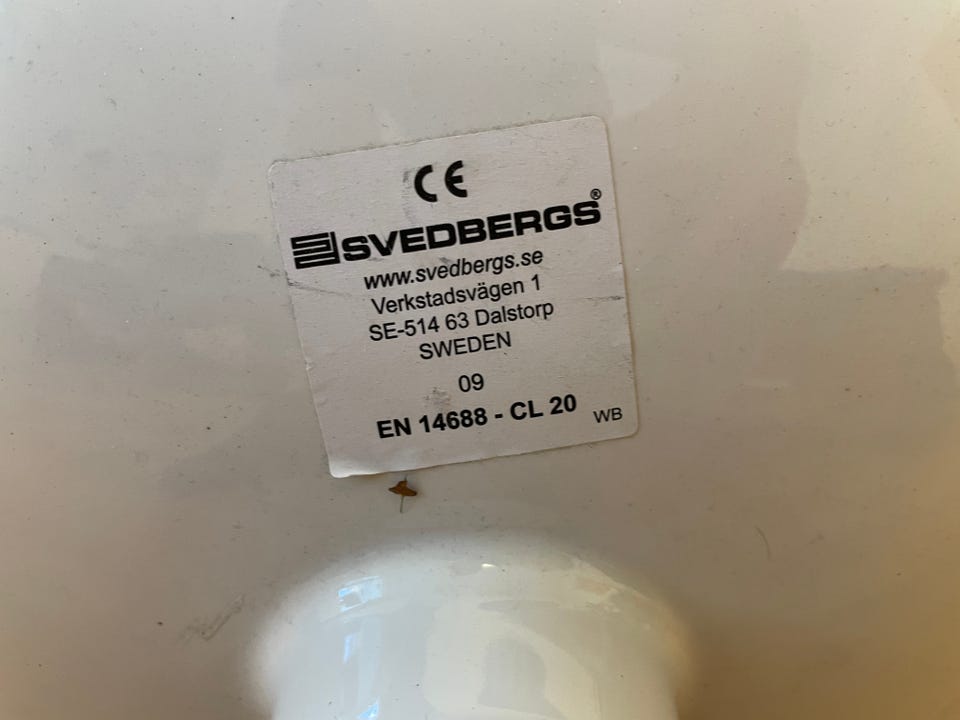 CE
SVEDBERGS®
www.svedbergs.se
Verkstadsvägen 1
SE-514 63 Dalstorp
SWEDEN
09
EN 14688 - CL 20 WB